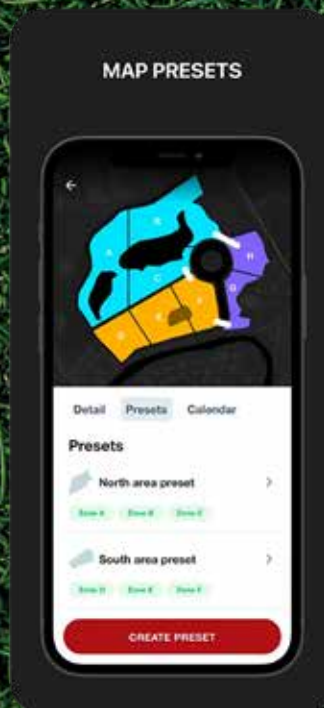 MAP PRESETS
A
B
C
D
E
F
G
H
Detail Presets Calendar
Presets
North area preset
Zone A Zone B Zone C
South area preset
Zone D Zone E Zone F
CREATE PRESET